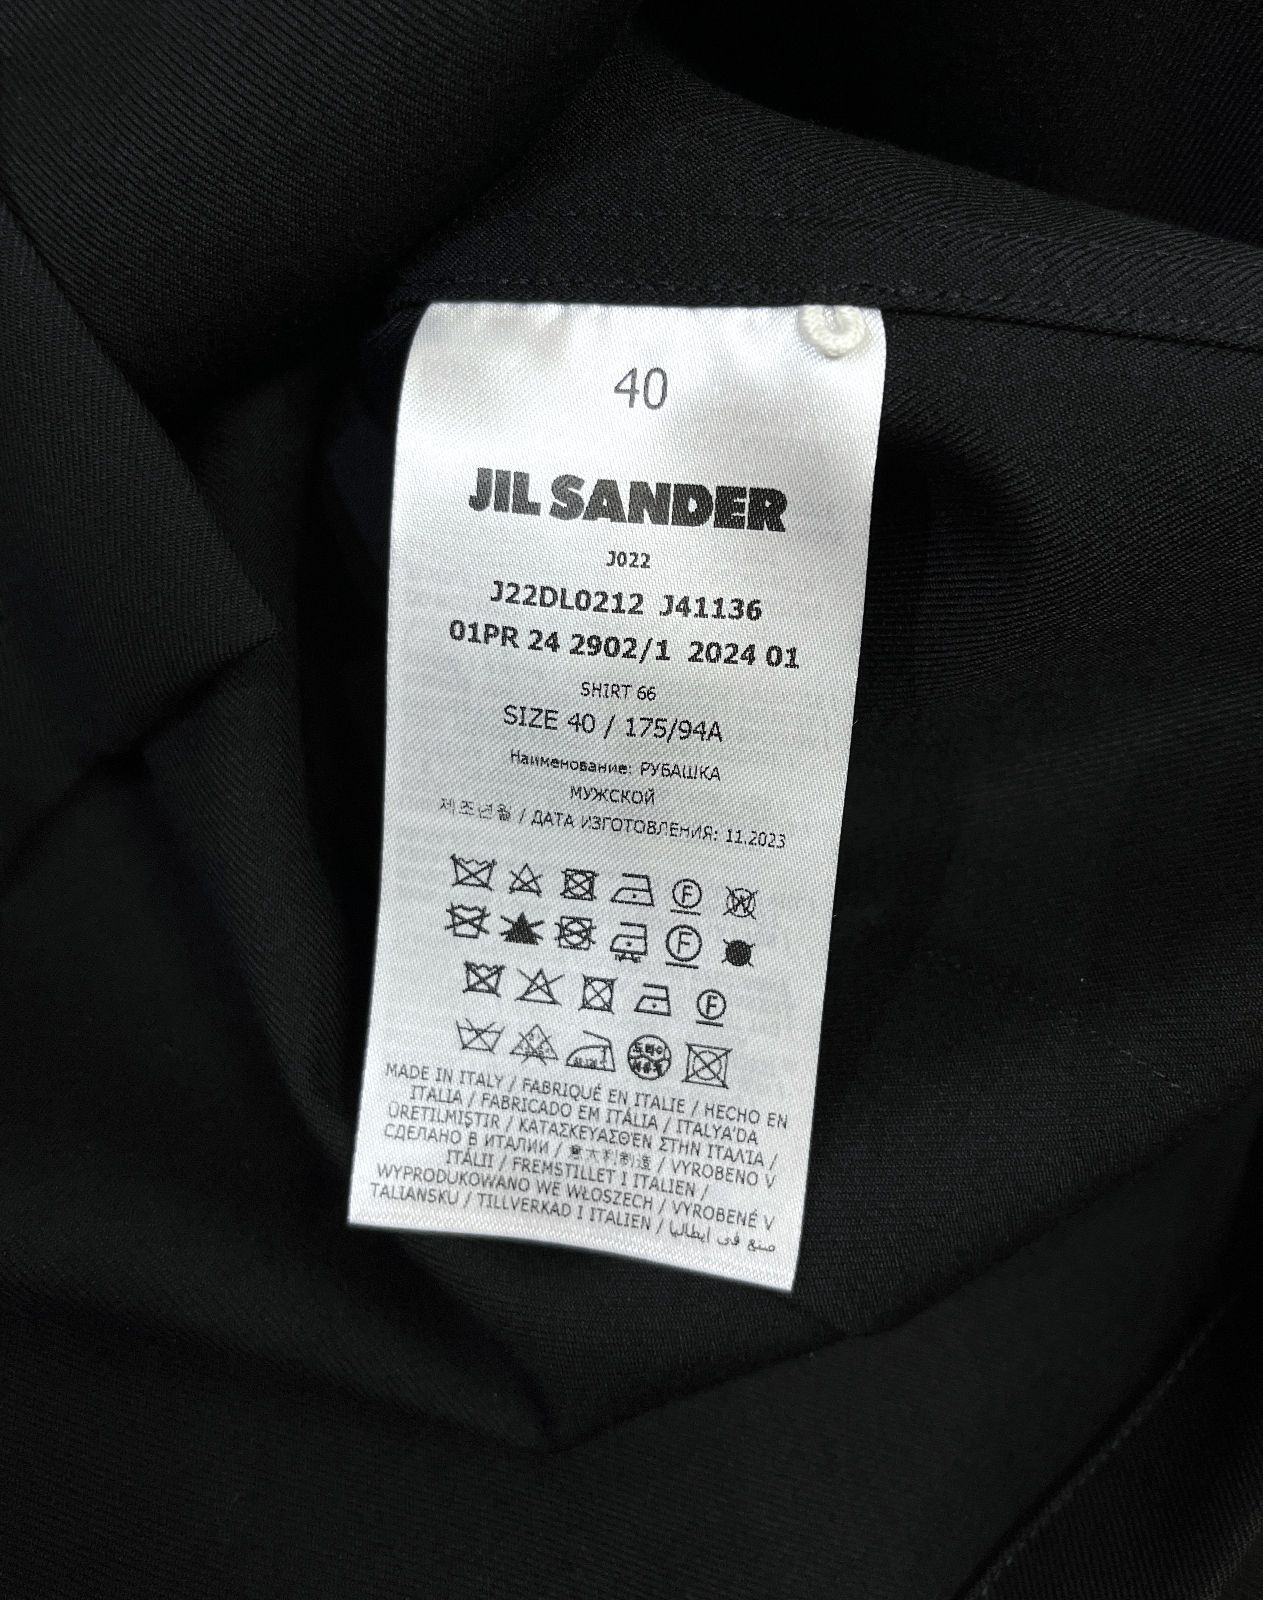 40
JIL SANDER
J022
J22DL0212 J41136
01PR 24 2902/1 2024 01
SHIRT 66
SIZE 40 / 175/94A
Наименование: РУБАШКА
МУЖСКОЙ
제조년월 / ДАТА ИЗГОТОВЛЕНИЯ: 11.2023
F W
F
F
MADE IN ITALY / FABRIQUÉ EN ITALIE / HECHO EN
ITALIA / FABRICADO EM ITÁLIA / ITALYA'DA
ÜRETILMIŞTIR / ΚΑΤΑΣΚΕΥΑΣΘΈΝ ΣΤΗΝ ΙΤΑΛΊΑ /
СДЕЛАНО В ИТАЛИИ / 意大利制造 / VYROBENO V
ITÁLII / FREMSTILLET I ITALIEN /
WYPRODUKOWANO WE WŁOSZECH / VYROBENÉ V
TALIANSKU / TILLVERKAD I ITALIEN / صنع في ايطاليا